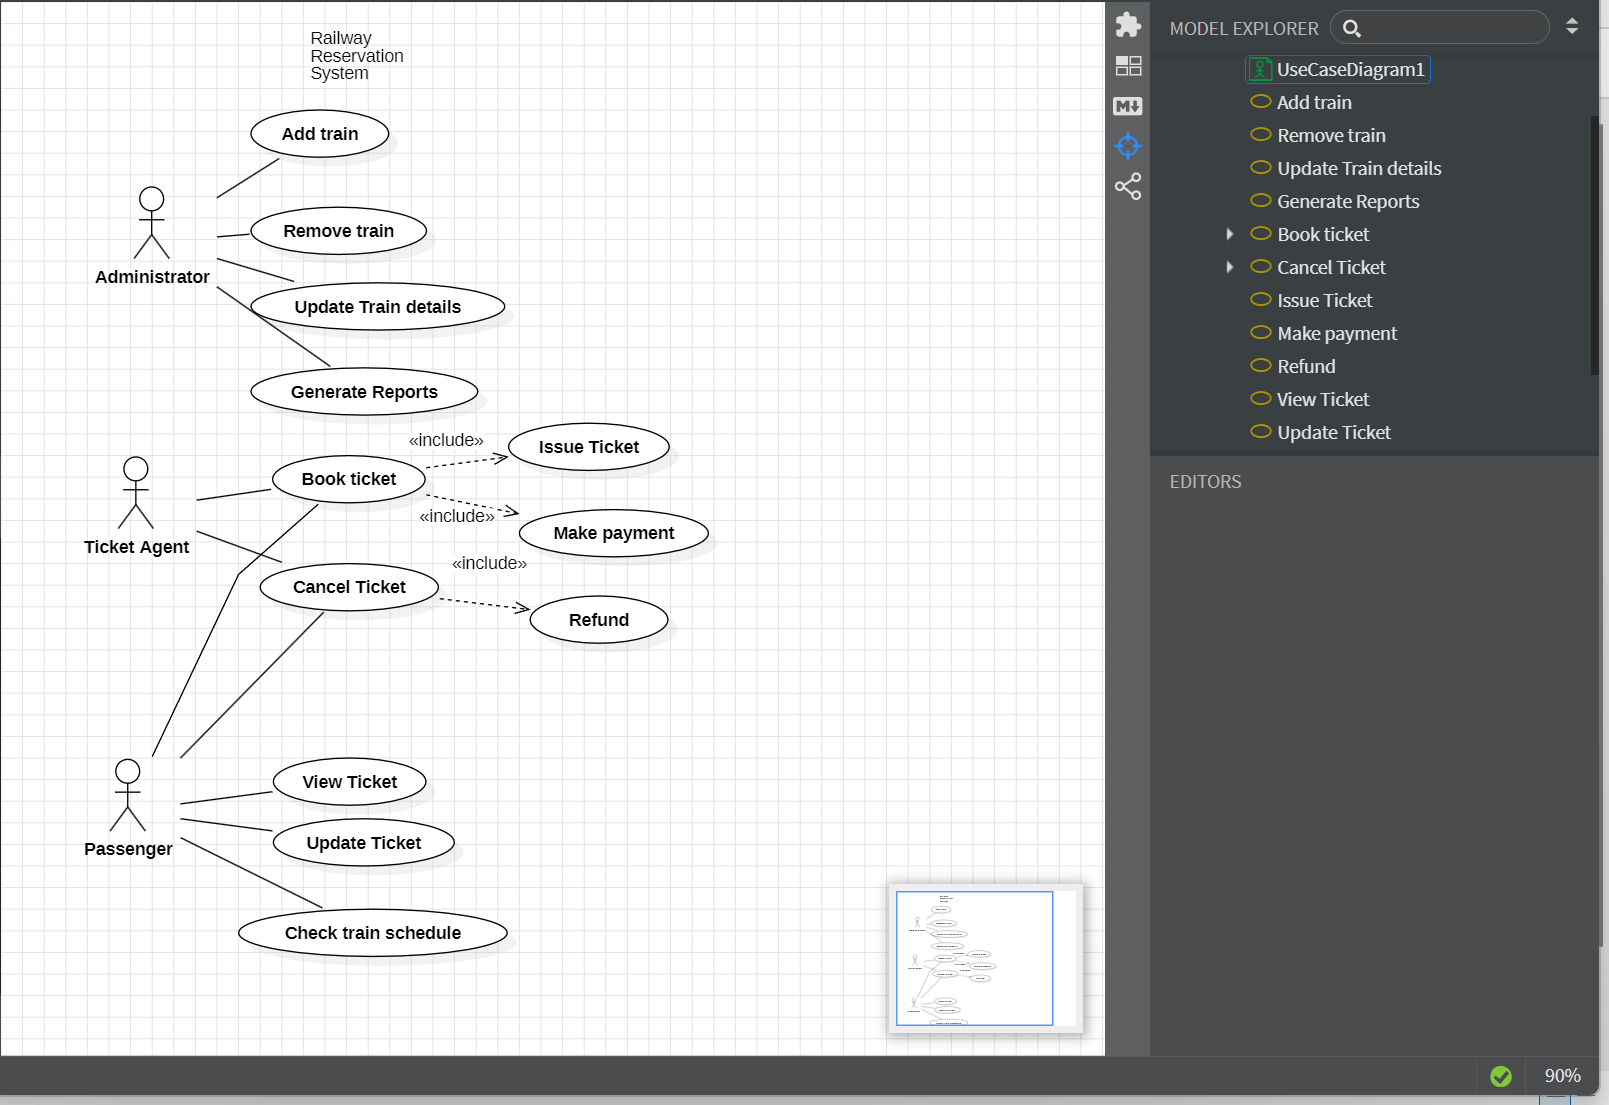 Railway
Reservation
System
Add train
Remove train
Administrator
Update Train details
Generate Reports
«include»
Issue Ticket
Book ticket
«include»
Make payment
Ticket Agent
«include»
Cancel Ticket
Refund
View Ticket
Update Ticket
Passenger
Check train schedule
M
MODEL EXPLORER
UseCaseDiagram1
Add train
Remove train
Update Train details
Generate Reports
Book ticket
Cancel Ticket
Issue Ticket
Make payment
Refund
View Ticket
Update Ticket
EDITORS
90%